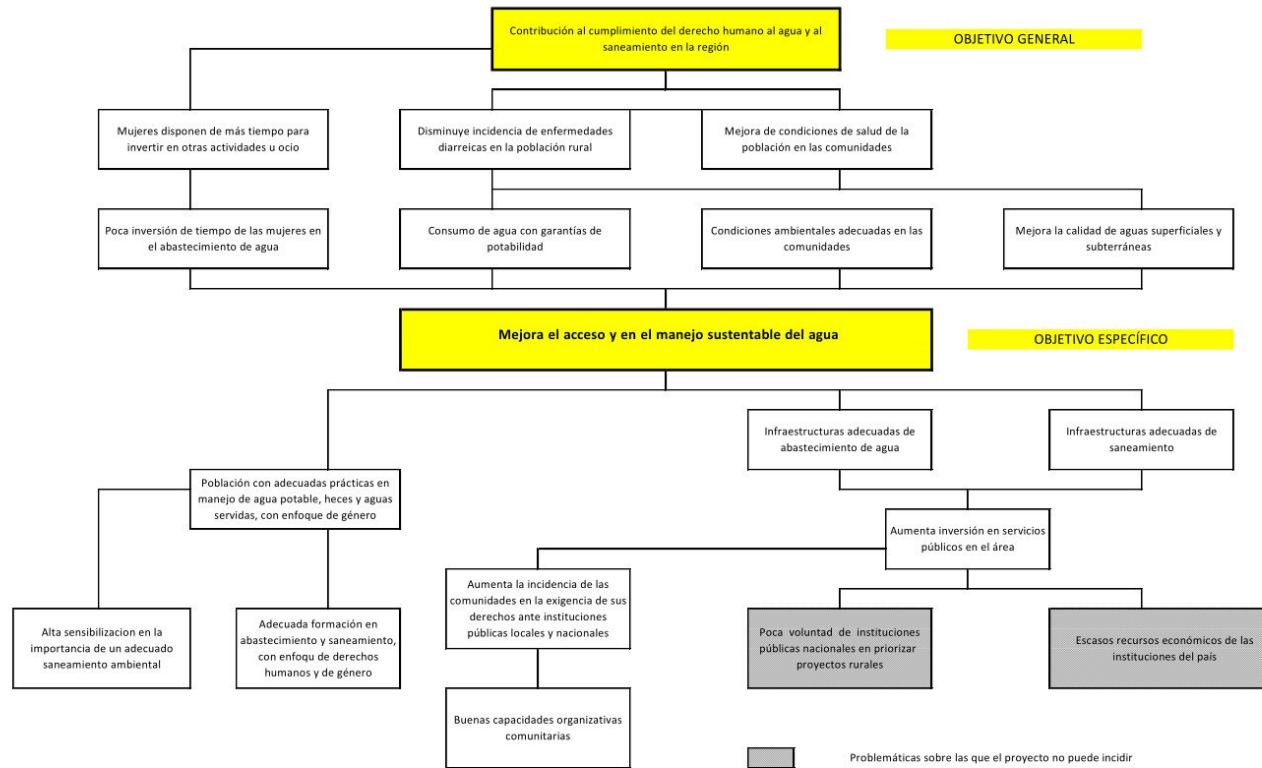 Contribución al cumplimiento del derecho humano al agua y al
saneamiento en la región
OBJETIVO GENERAL
Mujeres disponen de más tiempo para
invertir en otras actividades u ocio
Disminuye incidencia de enfermedades
diarreicas en la población rural
Mejora de condiciones de salud de la
población en las comunidades
Poca inversión de tiempo de las mujeres en
el abastecimiento de agua
Consumo de agua con garantías de
potabilidad
Condiciones ambientales adecuadas en las
comunidades
Mejora la calidad de aguas superficiales y
subterráneas
Mejora el acceso y en el manejo sustentable del agua
OBJETIVO ESPECÍFICO
Infraestructuras adecuadas de
abastecimiento de agua
Infraestructuras adecuadas de
saneamiento
Población con adecuadas prácticas en
manejo de agua potable, heces y aguas
servidas, con enfoque de género
Aumenta inversión en servicios
públicos en el área
Aumenta la incidencia de las
comunidades en la exigencia de sus
derechos ante instituciones
públicas locales y nacionales
Alta sensibilizacion en la
importancia de un adecuado
saneamiento ambiental
Adecuada formación en
abastecimiento y saneamiento,
con enfoqu de derechos
humanos y de género
Poca voluntad de instituciones
públicas nacionales en priorizar
proyectos rurales
Escasos recursos económicos de las
instituciones del país
Buenas capacidades organizativas
comunitarias
Problemáticas sobre las que el proyecto no puede incidir